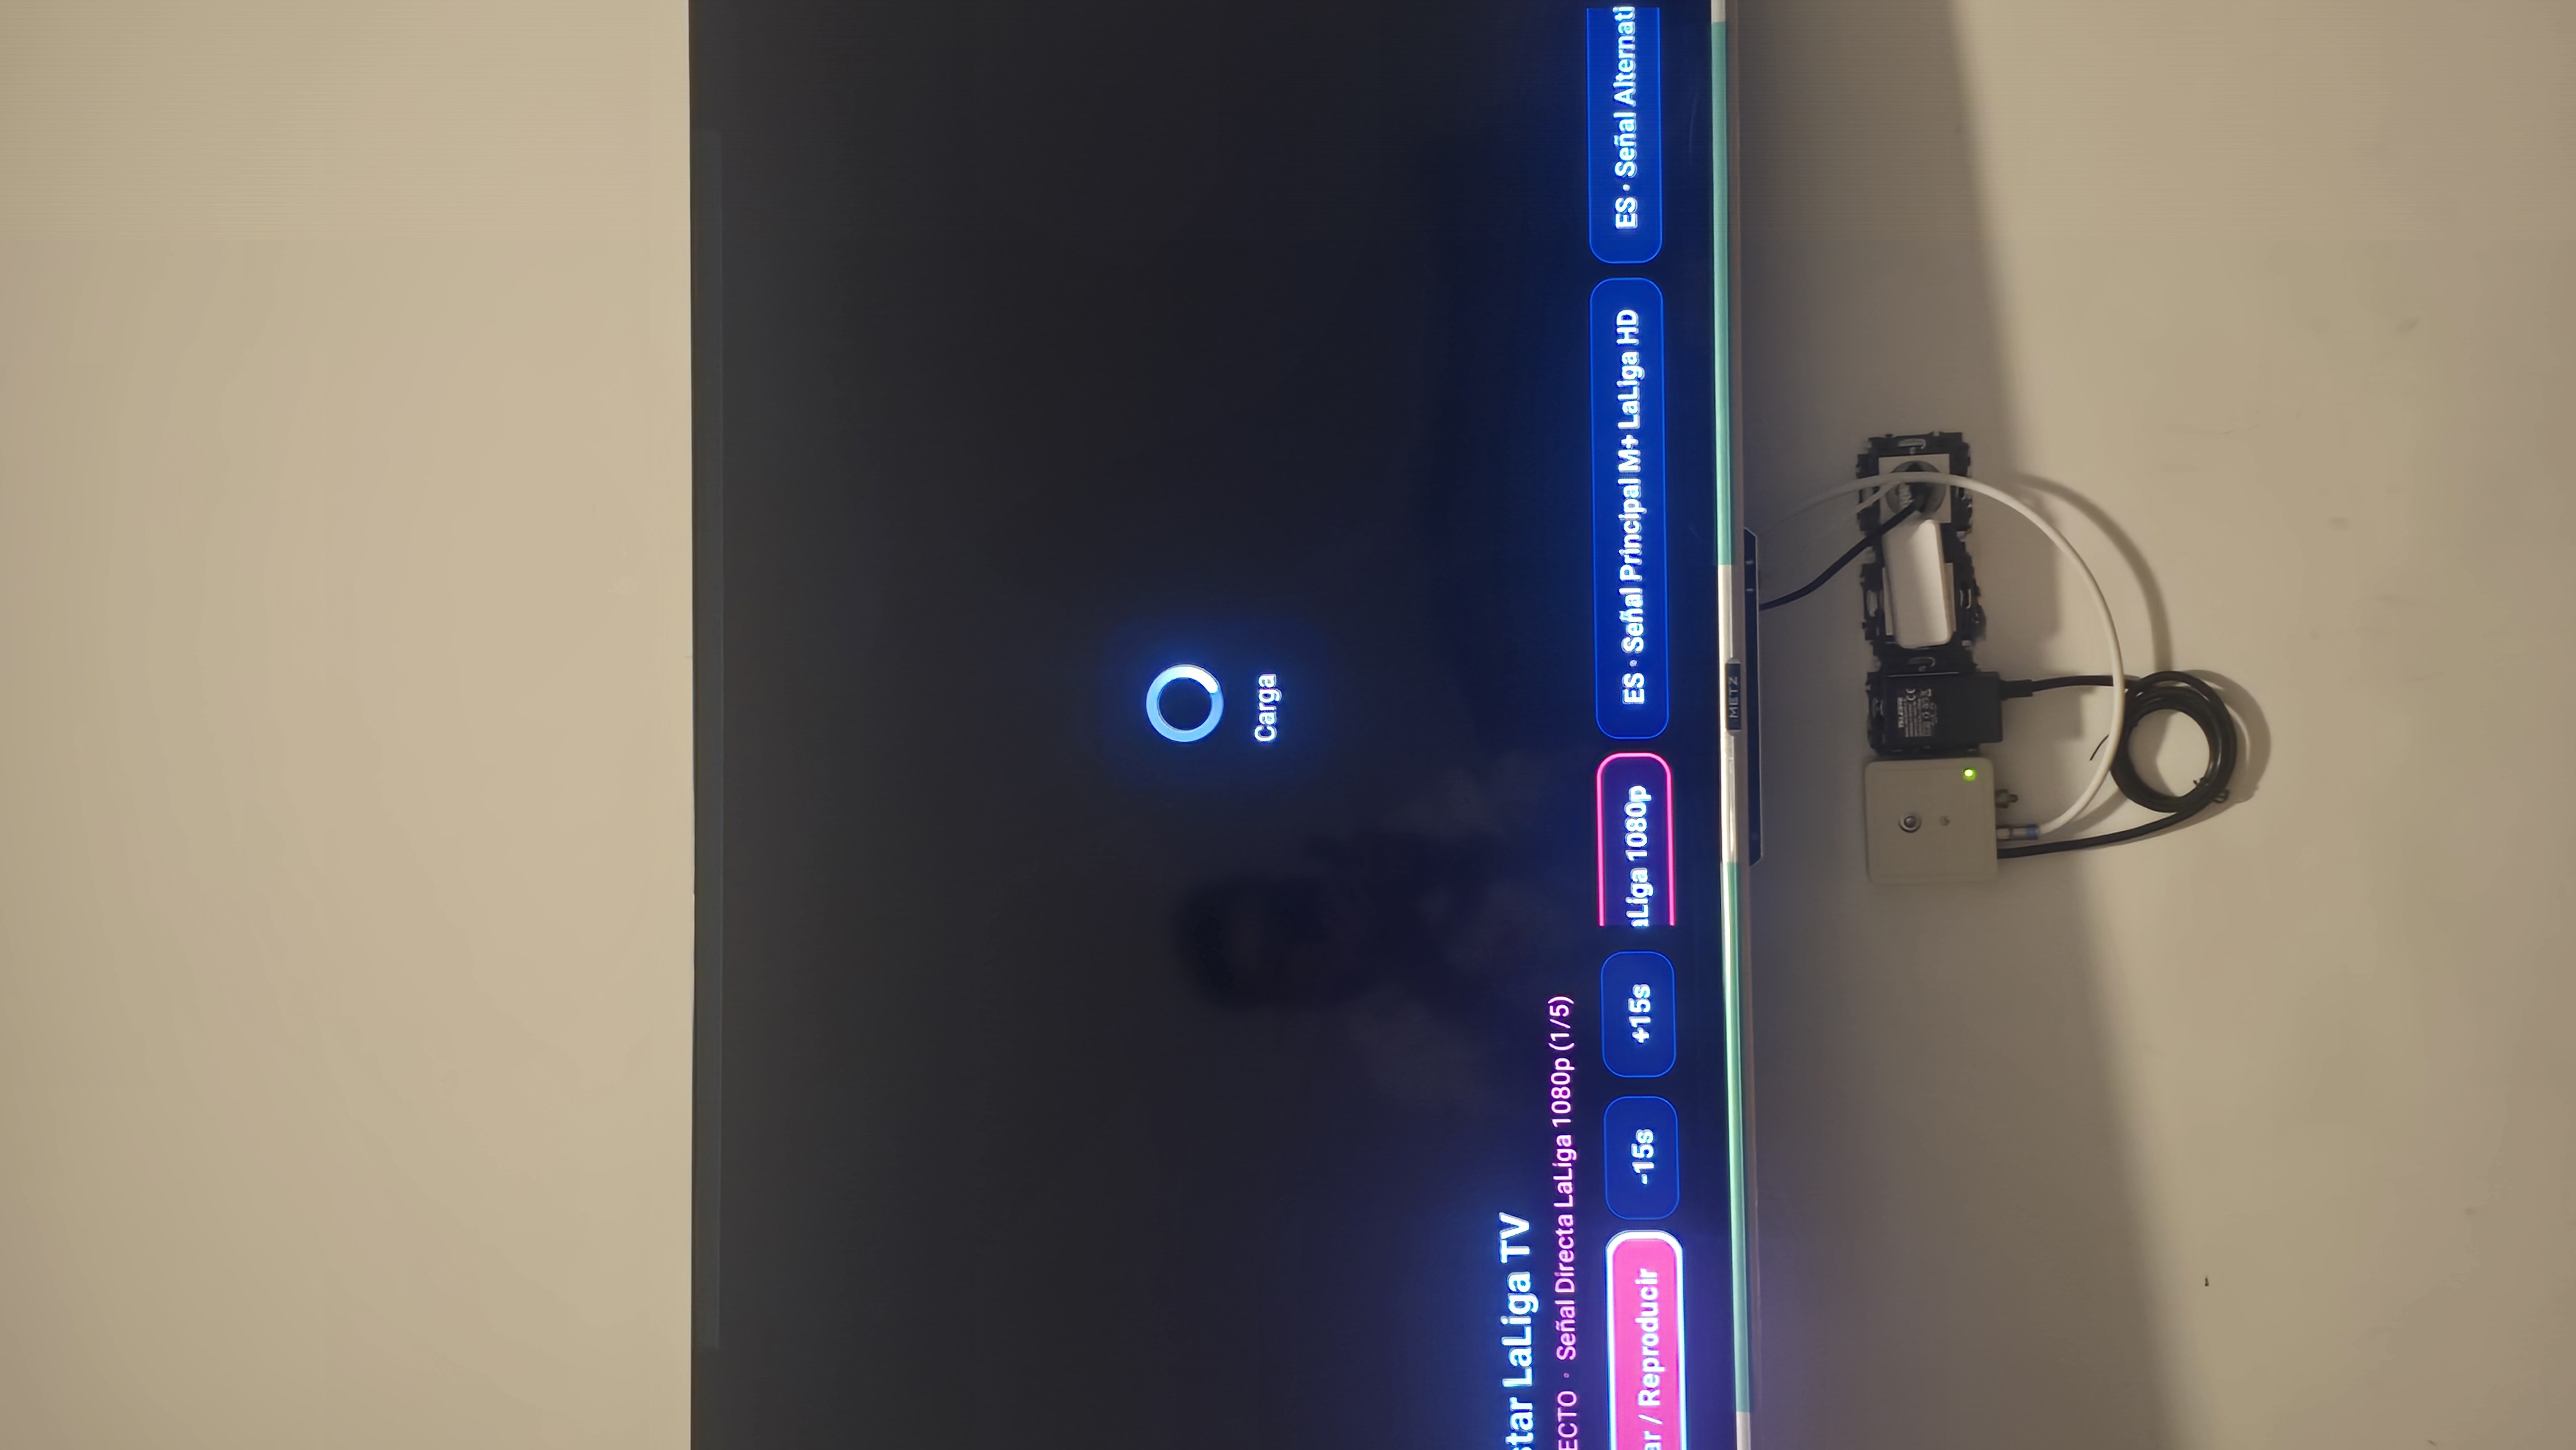 star LaLiga TV
ECTO · Señal Directa LaLiga 1080p (1/5)
ar / Reproducir
-15s
+15s
aLiga 1080p
ES · Señal Principal M+ LaLiga HD
ES · Señal Alternati
Carga
METZ